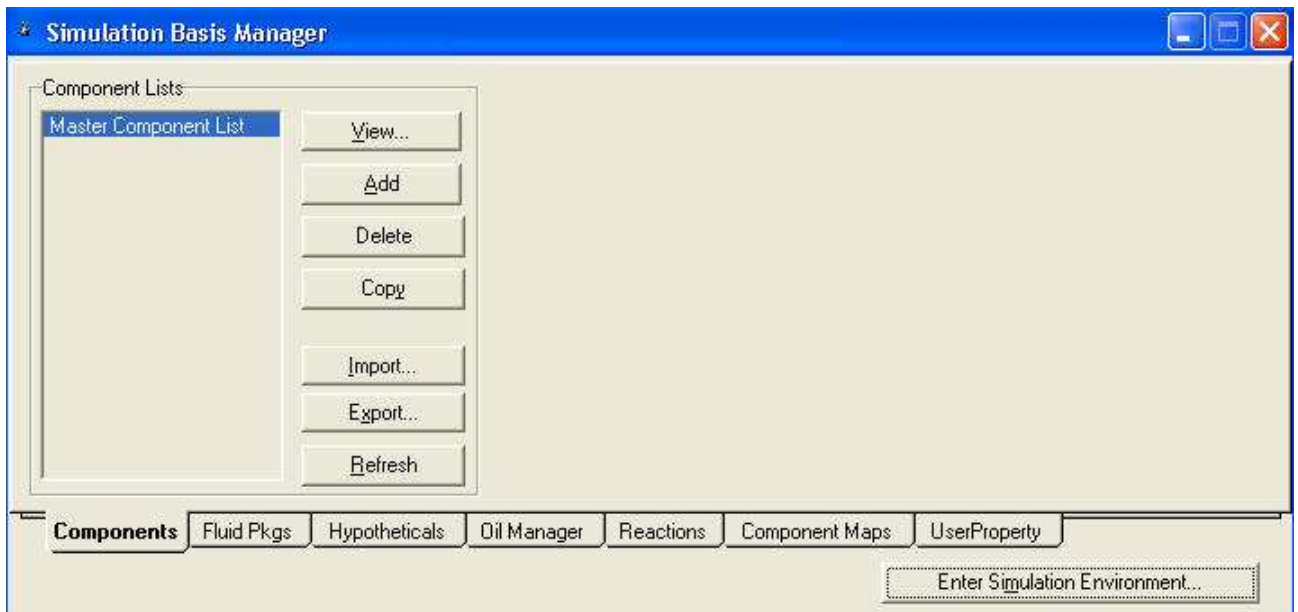 Simulation Basis Manager
Component Lists
Master Component List
View...
Add
Delete
Copy
Import...
Export...
Refresh
Components Fluid Pkgs Hypotheticals Oil Manager Reactions Component Maps UserProperty
Enter Simulation Environment...